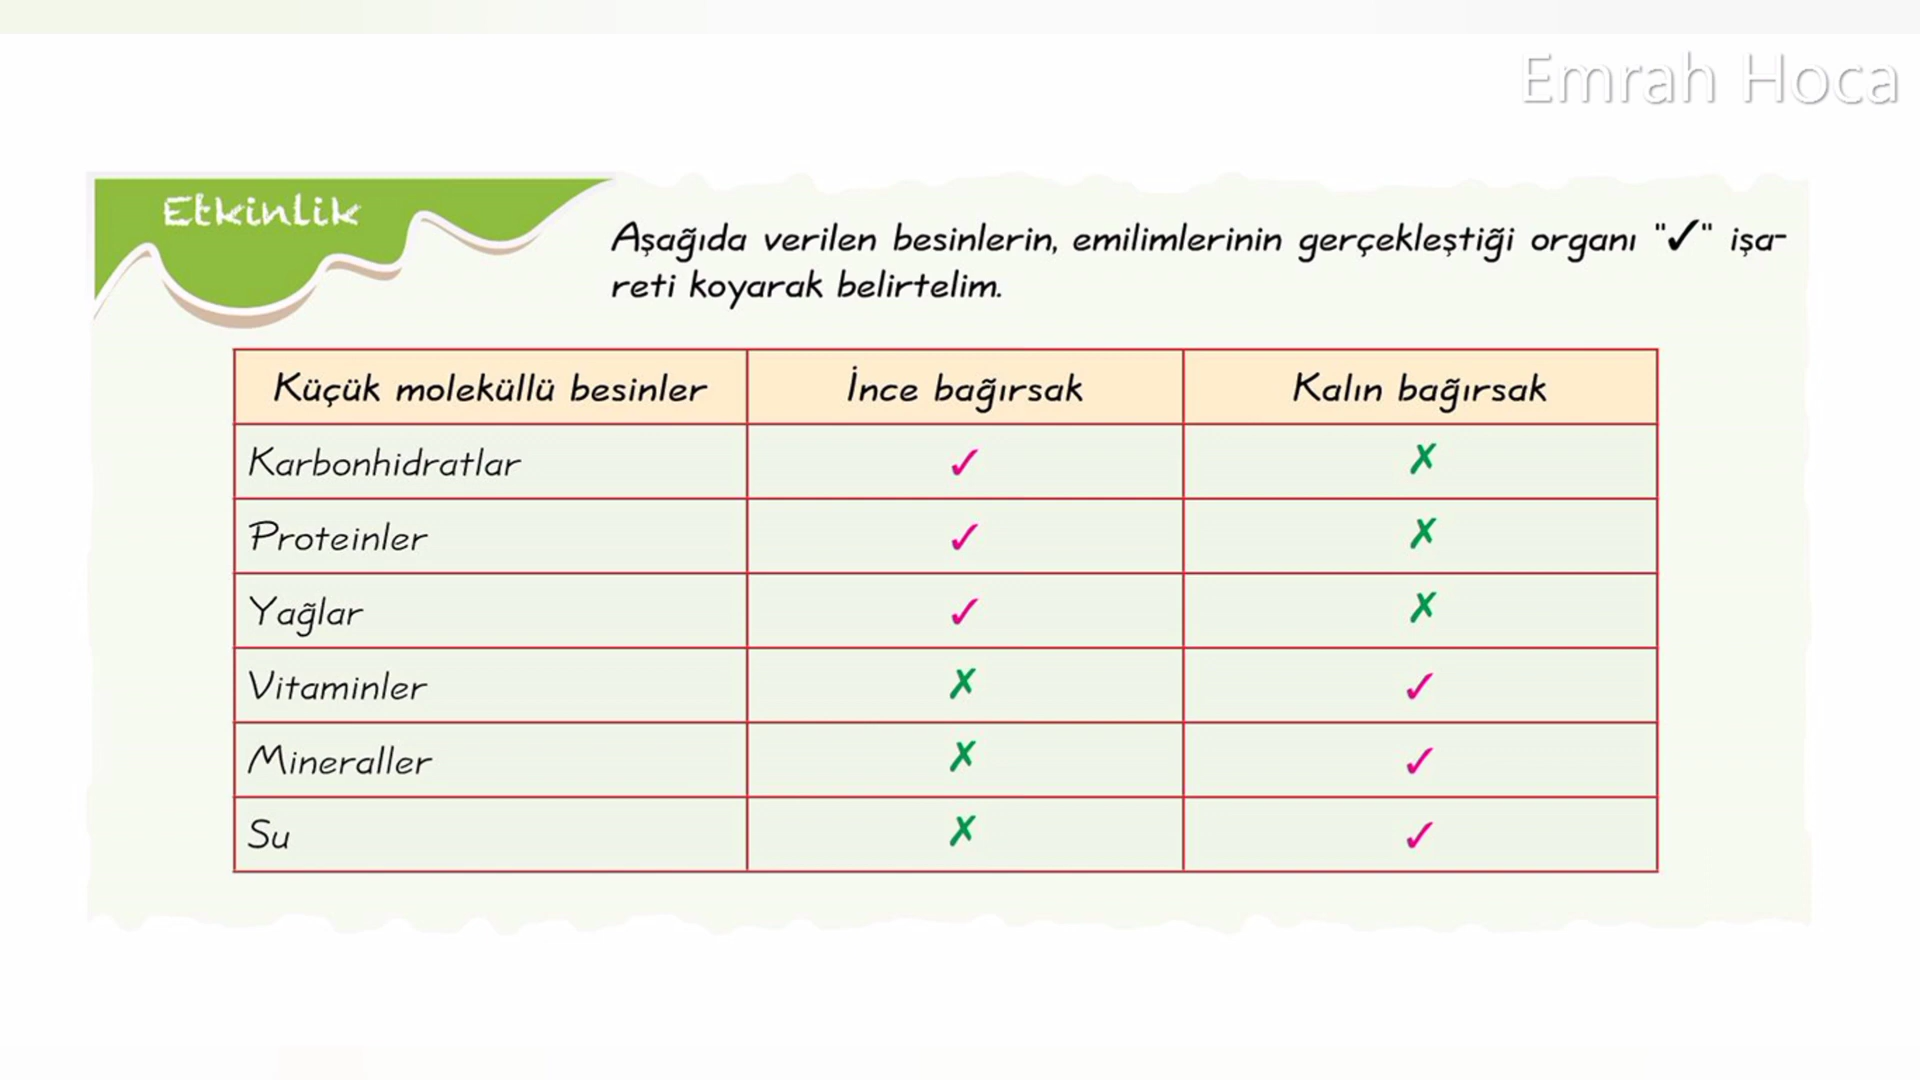 Emrah Hoca
Etkinlik
Aşağıda verilen besinlerin, emilimlerinin gerçekleştiği organı "✓" işa-
reti koyarak belirtelim.
Küçük moleküllü besinler İnce bağırsak Kalın bağırsak
Karbonhidratlar ✓ ✗
Proteinler ✓ ✗
Yağlar ✓ ✗
Vitaminler ✗ ✓
Mineraller ✗ ✓
Su ✗ ✓